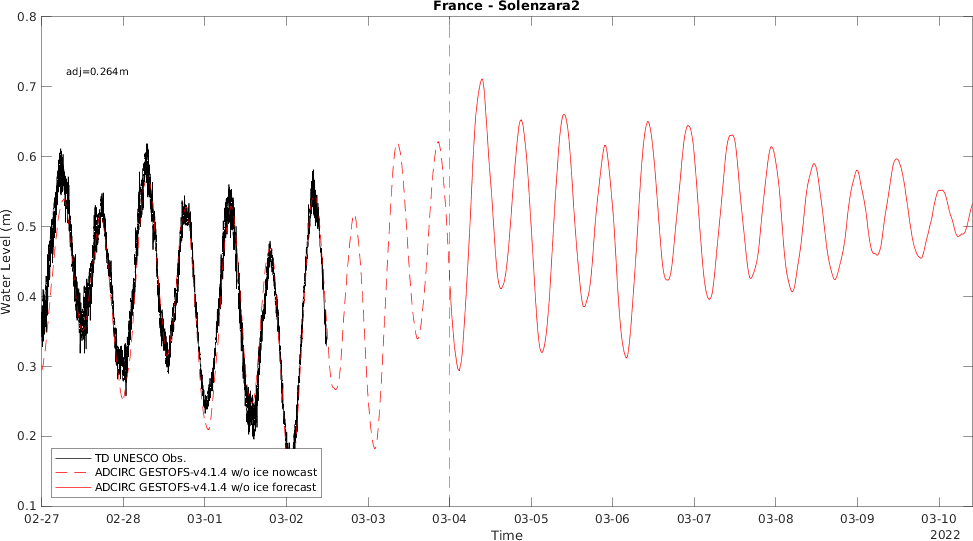 France - Solenzara2
0.8
0.7
0.6
0.5
0.4
0.3
0.2
0.1
Water Level (m)
adj=0.264m
TD UNESCO Obs.
ADCIRC GESTOFS-v4.1.4 w/o ice nowcast
ADCIRC GESTOFS-v4.1.4 w/o ice forecast
02-27 02-28 03-01 03-02 03-03 03-04 03-05 03-06 03-07 03-08 03-09 03-10
2022
Time